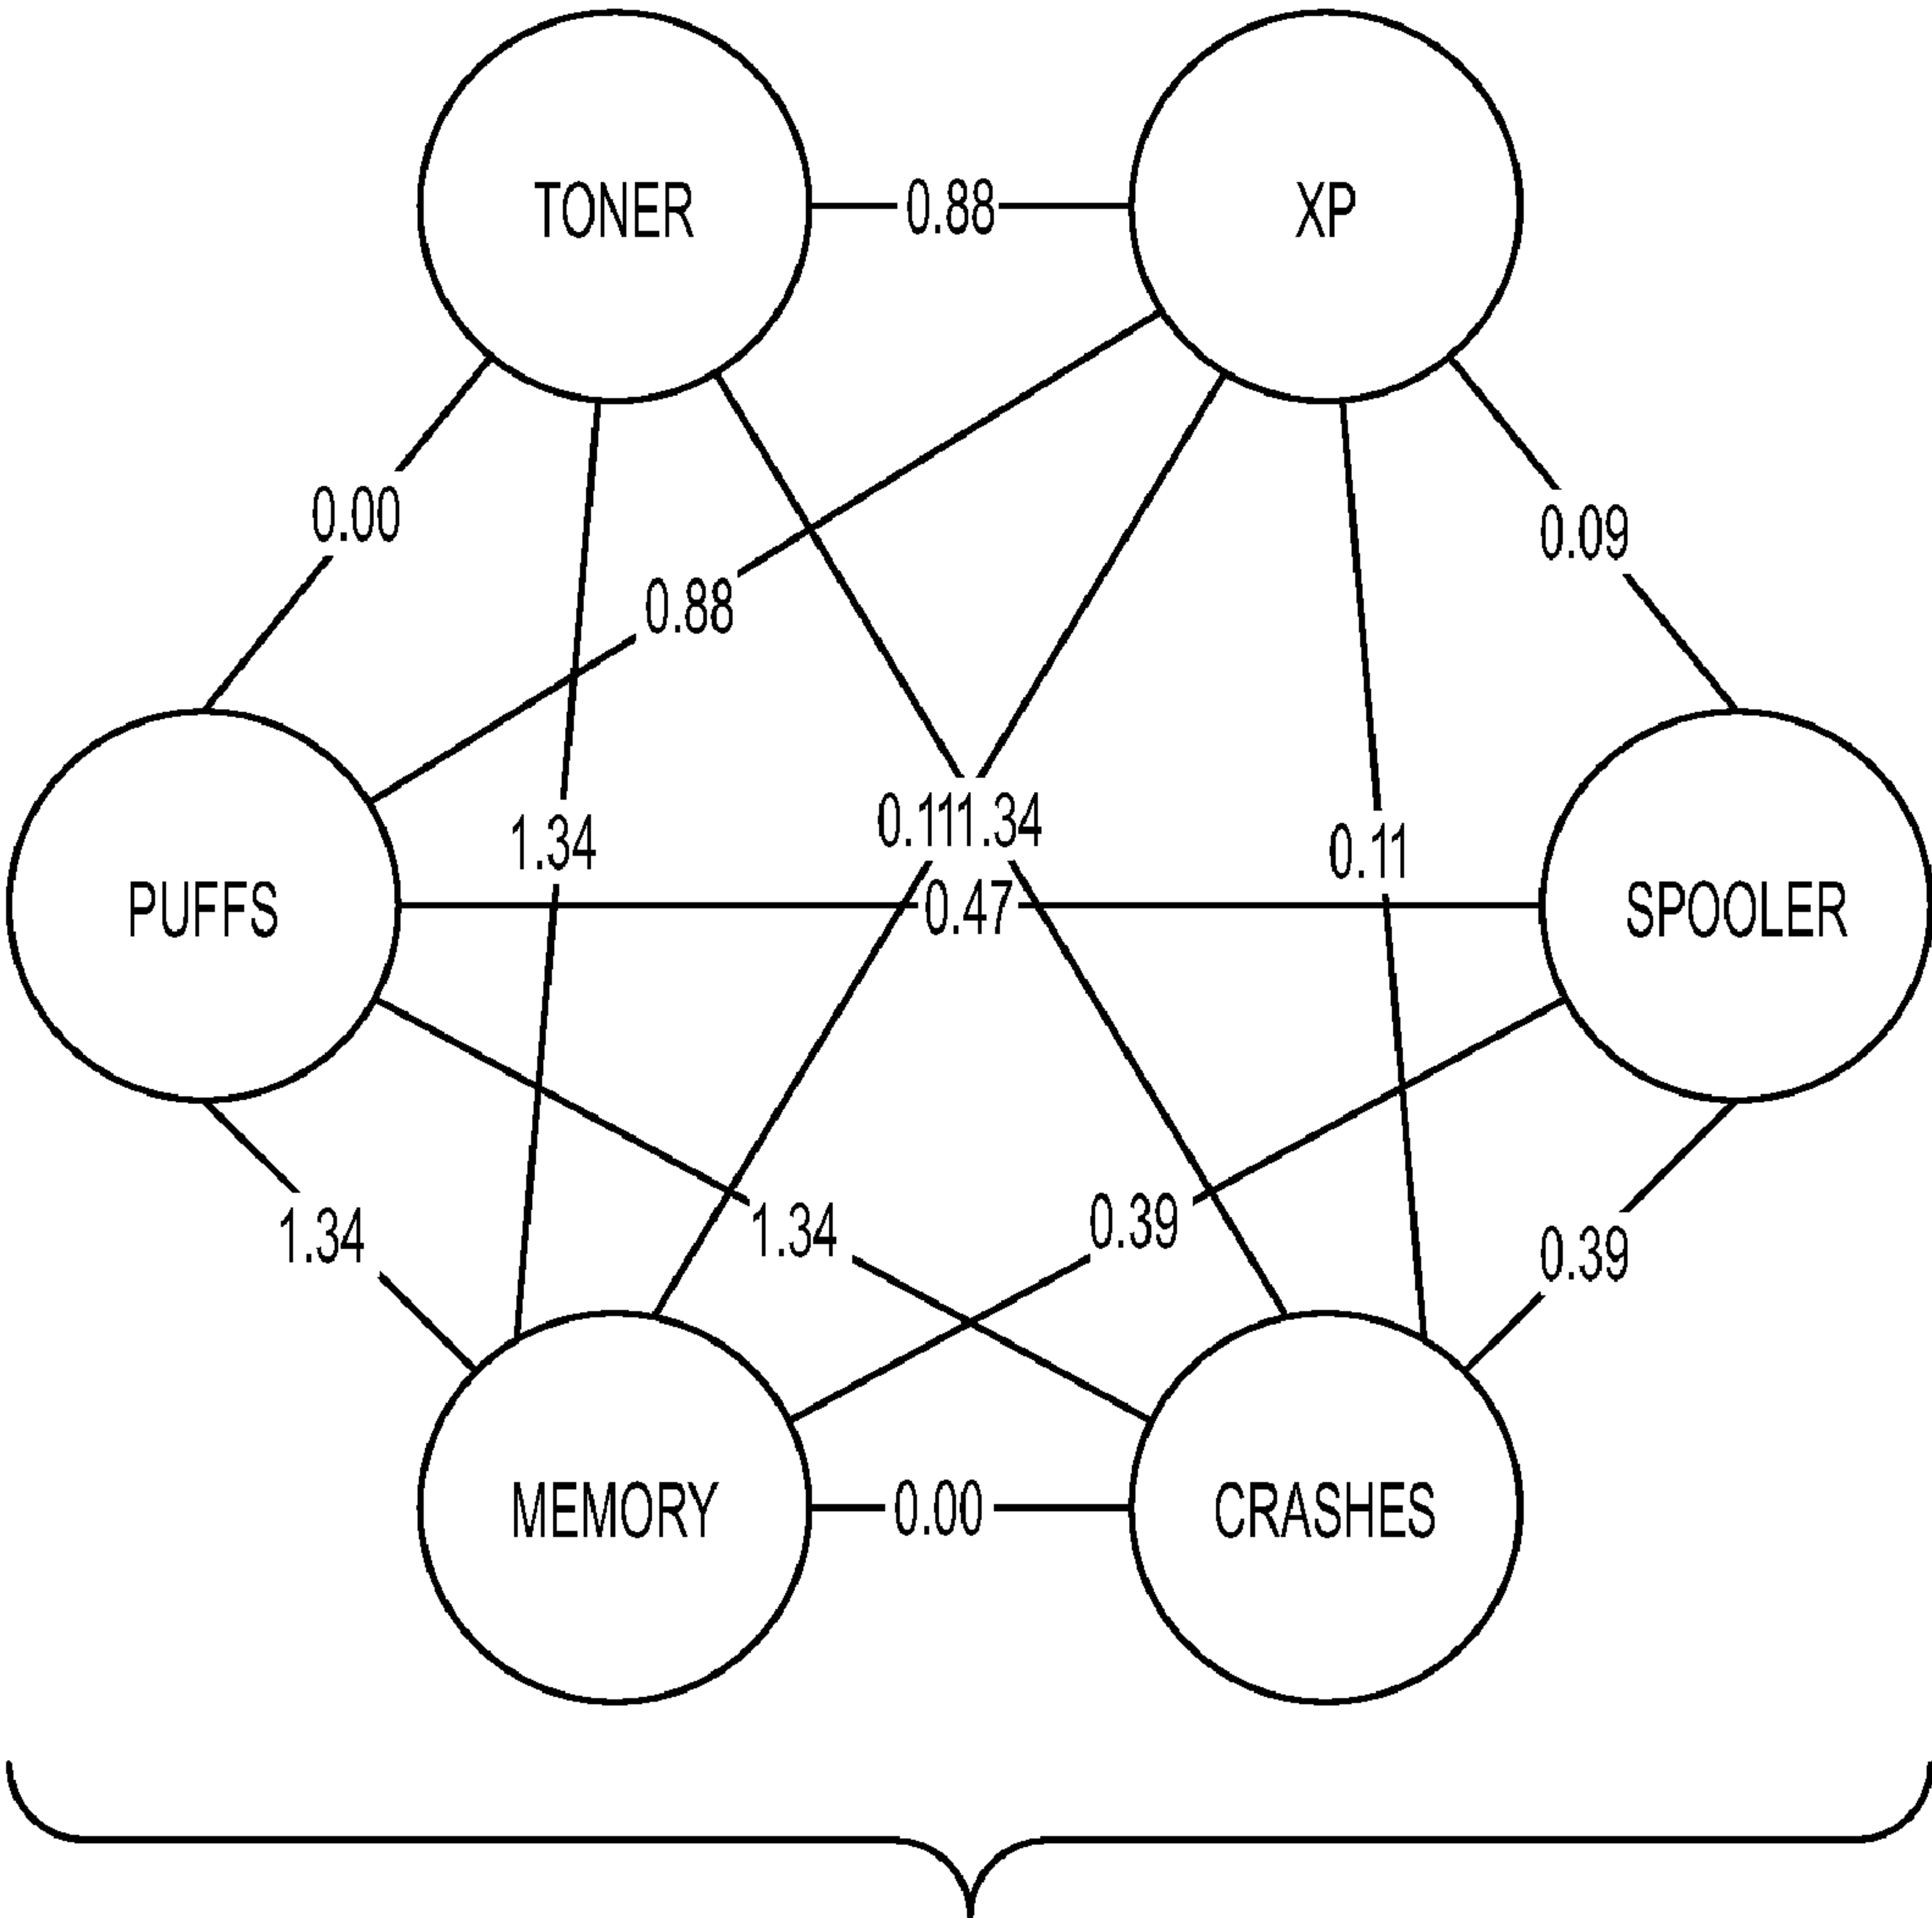 TONER
0.88
XP
0.00
0.09
0.88
1.34
0.111.34
0.11
PUFFS
0.47
SPOOLER
1.34
1.34
0.39
0.39
MEMORY
0.00
CRASHES